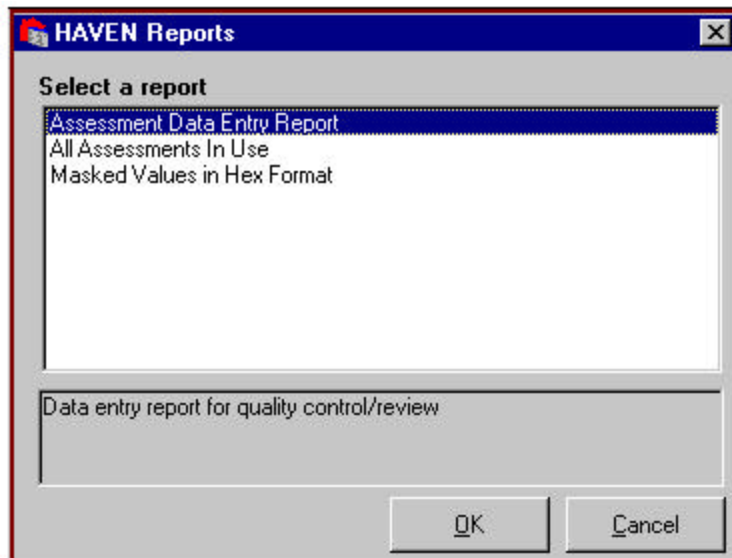 HAVEN Reports
Select a report
Assessment Data Entry Report
All Assessments In Use
Masked Values in Hex Format
Data entry report for quality control/review
OK
Cancel